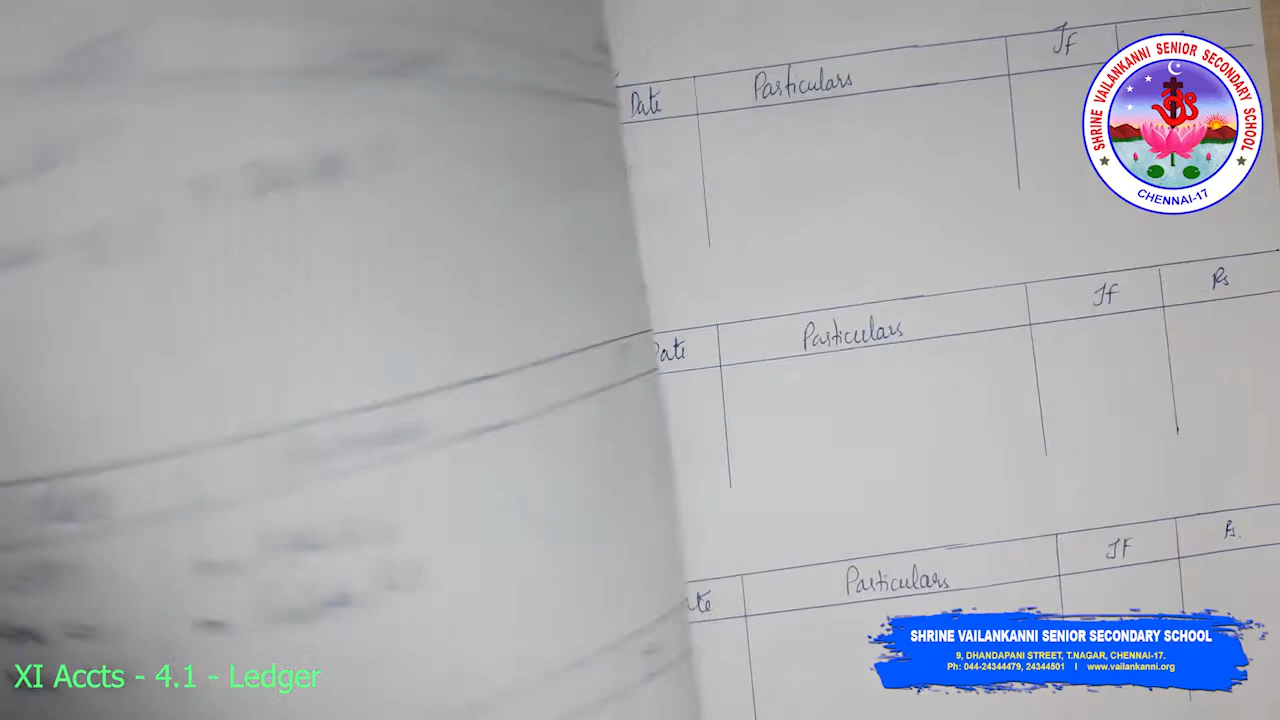 Jf
Date Particulars
Jf Rs
Date Particulars
JF Rs.
te Particulars
SHRINE VAILANKANNI SENIOR SECONDARY SCHOOL
CHENNAI-17
SHRINE VAILANKANNI SENIOR SECONDARY SCHOOL
9, DHANDAPANI STREET, T.NAGAR, CHENNAI-17.
Ph: 044-24344479, 24344501 I www.vailankanni.org
XI Accts - 4.1 - Ledger